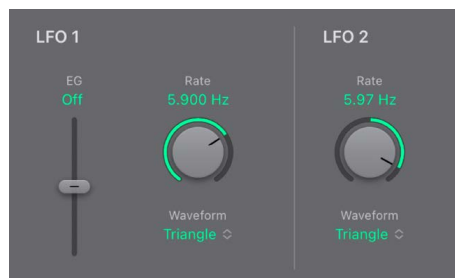 LFO 1
EG
Off
Rate
5.900 Hz
Waveform
Triangle
LFO 2
Rate
5.97 Hz
Waveform
Triangle